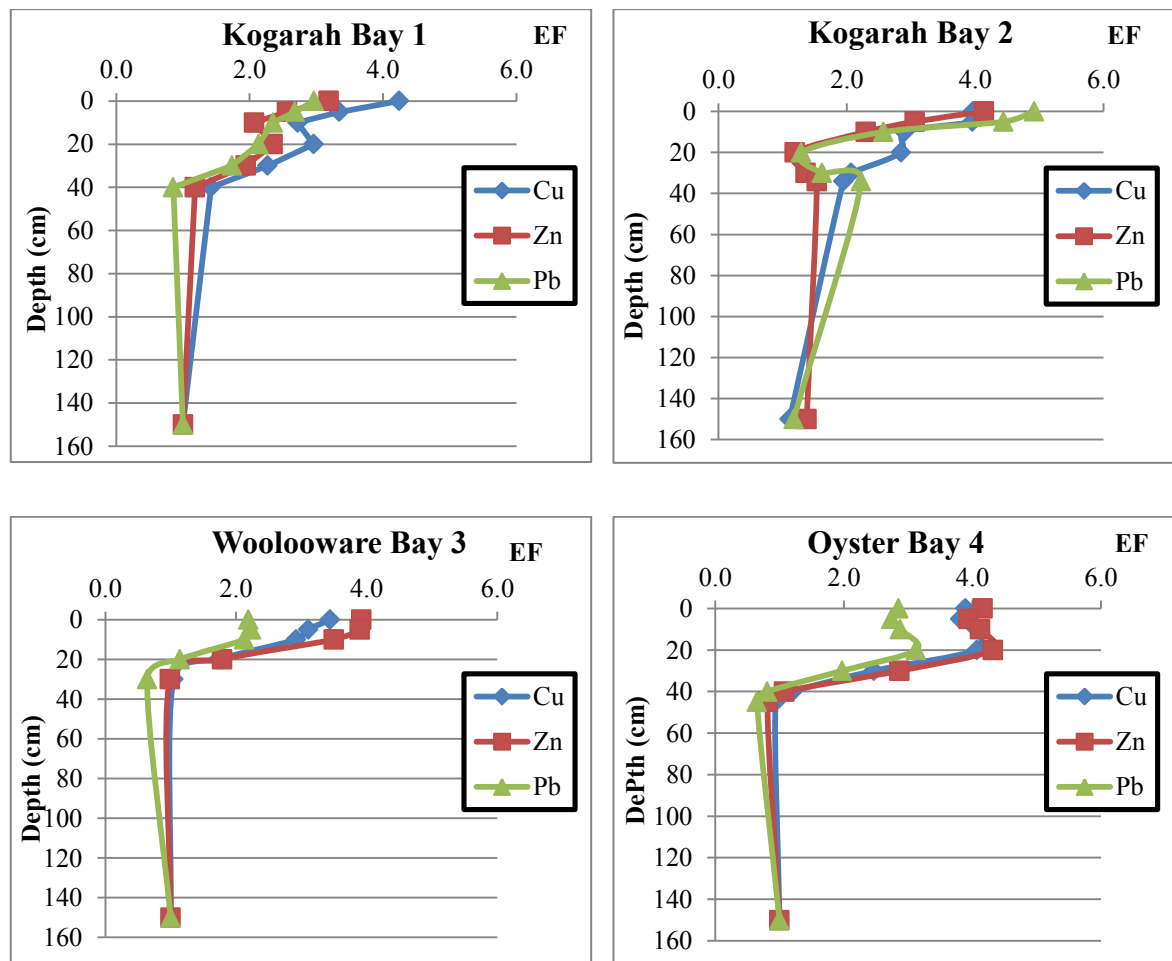 Kogarah Bay 1 EF
0.0 2.0 4.0 6.0
0
20
40
60
80
100
120
140
160
Depth (cm)
Cu
Zn
Pb
Kogarah Bay 2 EF
0.0 2.0 4.0 6.0
0
20
40
60
80
100
120
140
160
Depth (cm)
Cu
Zn
Pb
Woolooware Bay 3 EF
0.0 2.0 4.0 6.0
0
20
40
60
80
100
120
140
160
Depth (cm)
Cu
Zn
Pb
Oyster Bay 4 EF
0.0 2.0 4.0 6.0
0
20
40
60
80
100
120
140
160
DePth (cm)
Cu
Zn
Pb